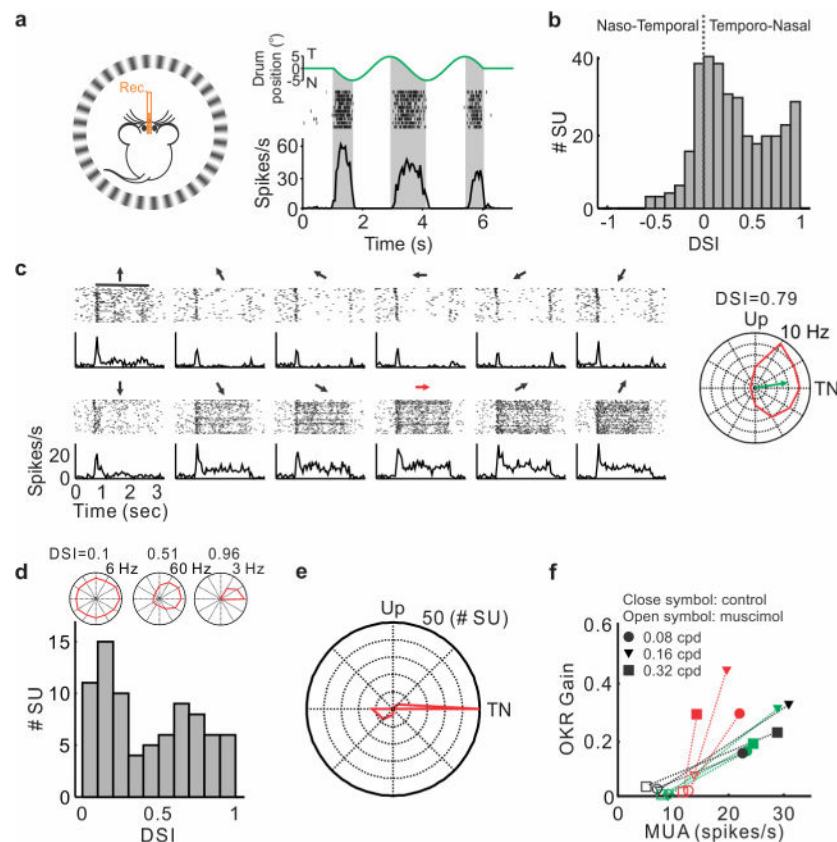 a
Rec.
Drum position (°)
T
5
0
-5
N
Spikes/s
60
30
0
0 2 4 6
Time (s)
b
Naso-Temporal Temporo-Nasal
# SU
40
20
0
-1 -0.5 0 0.5 1
DSI
c
Spikes/s
20
0
0 1 2 3
Time (sec)
DSI=0.79
Up
10 Hz
TN
d
DSI=0.1 0.51 0.96
6 Hz 60 Hz 3 Hz
# SU
15
10
5
0
0 0.5 1
DSI
e
Up
50 (# SU)
TN
f
Close symbol: control
Open symbol: muscimol
0.08 cpd
0.16 cpd
0.32 cpd
OKR Gain
0.6
0.4
0.2
0
0 10 20 30
MUA (spikes/s)